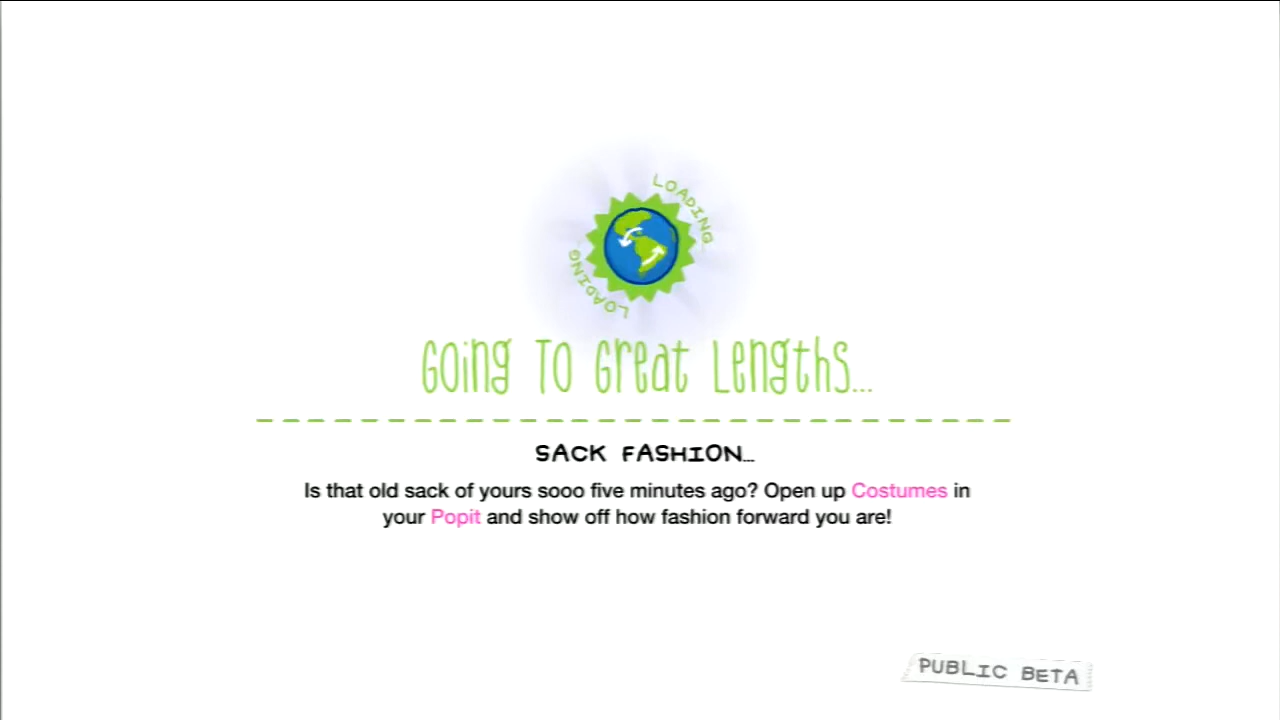 LOADING
LOADING
Going To Great Lengths...
SACK FASHION...
Is that old sack of yours sooo five minutes ago? Open up Costumes in
your Popit and show off how fashion forward you are!
PUBLIC BETA